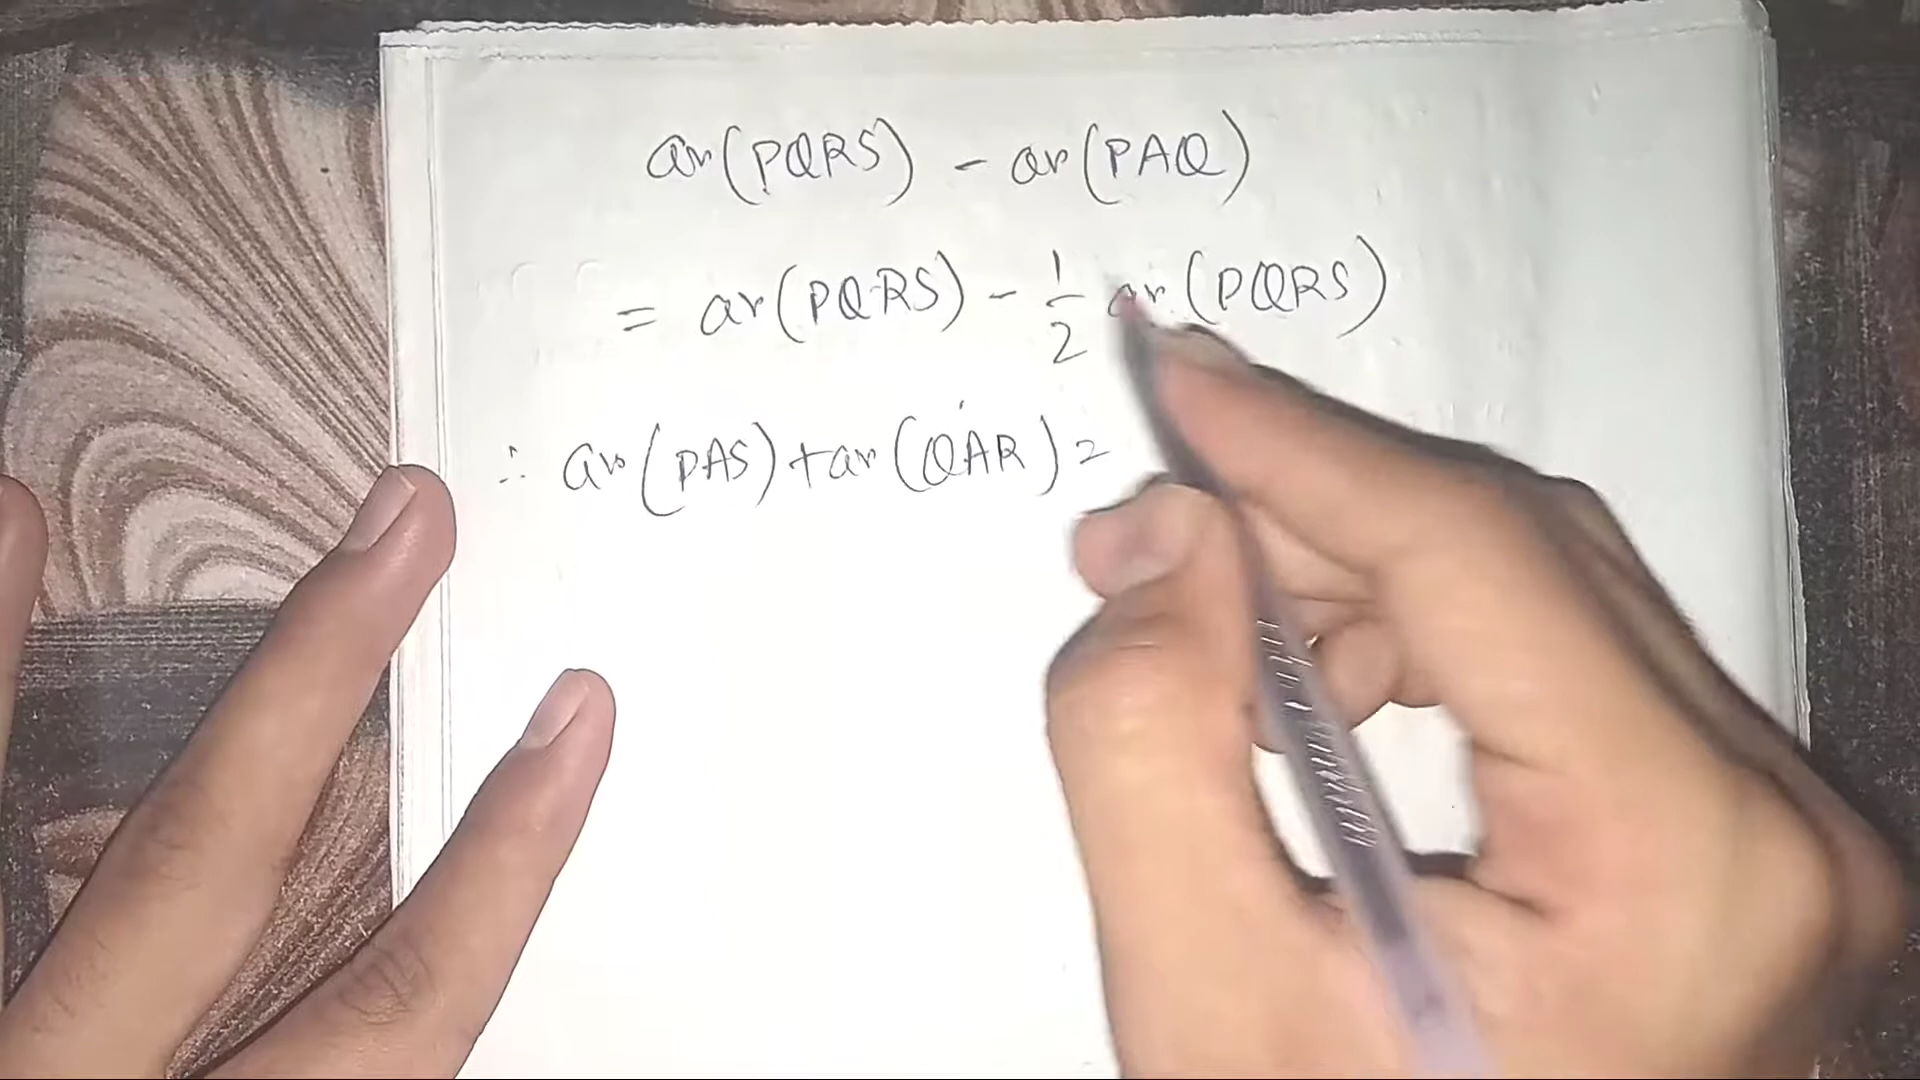 ar(PQRS) - ar(PAQ)
= ar(PQRS) - 1/2 ar(PQRS)
∴ ar(PAS)+ar(QAR)=